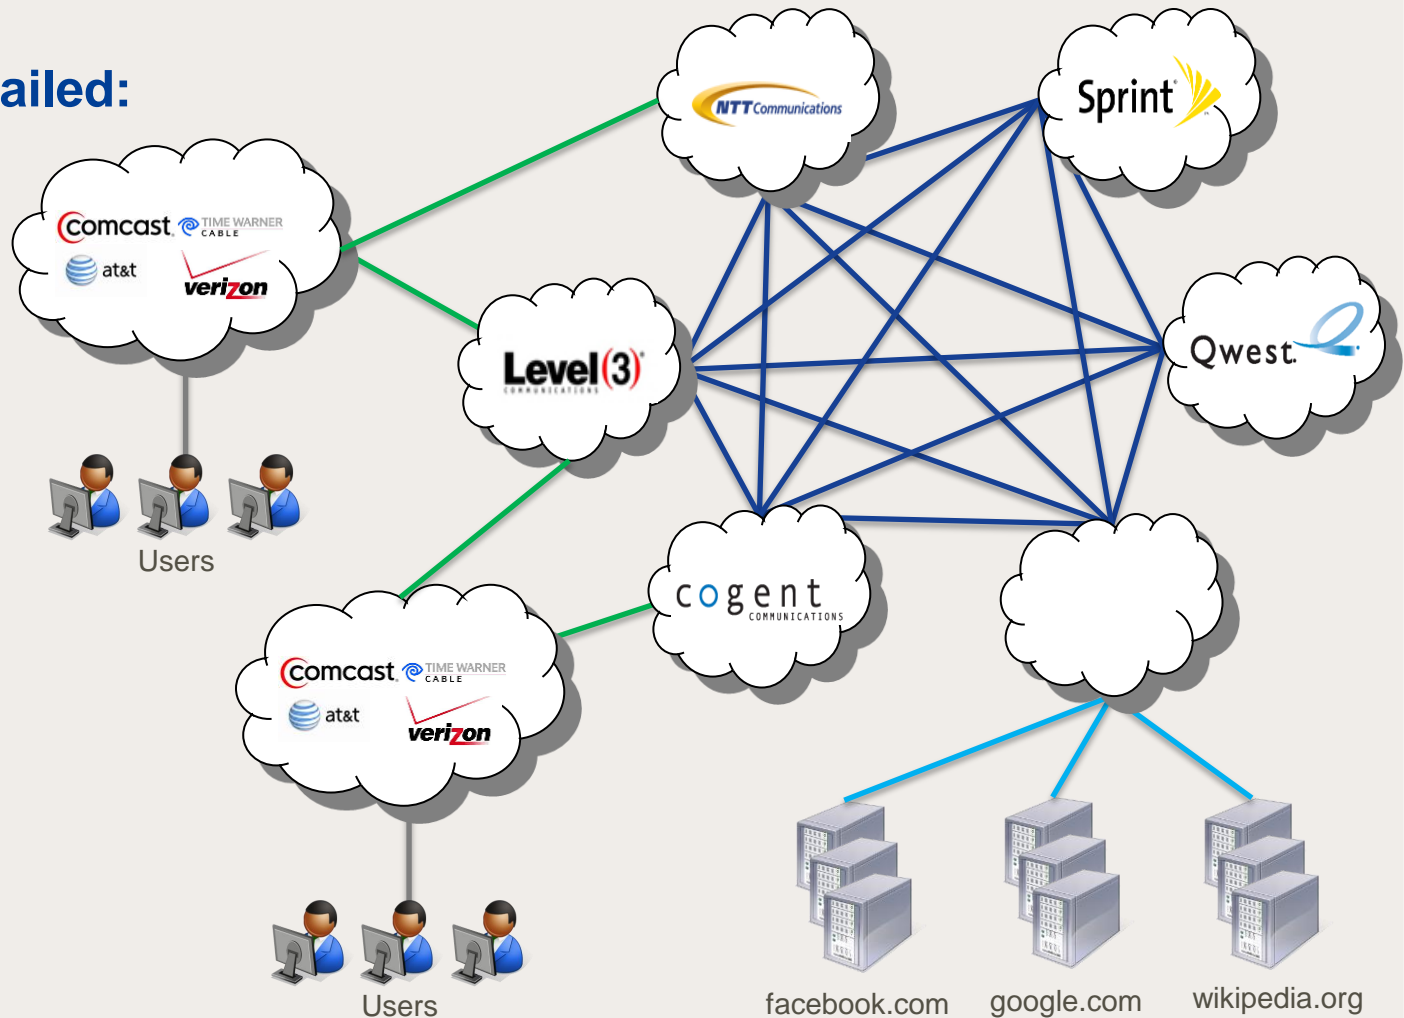 ailed:
NTT Communications
Sprint
comcast. TIME WARNER
CABLE
at&t
verizon
Level(3)
COMMUNICATIONS
Qwest.
Users
cogent
COMMUNICATIONS
comcast. TIME WARNER
CABLE
at&t
verizon
Users
facebook.com google.com wikipedia.org